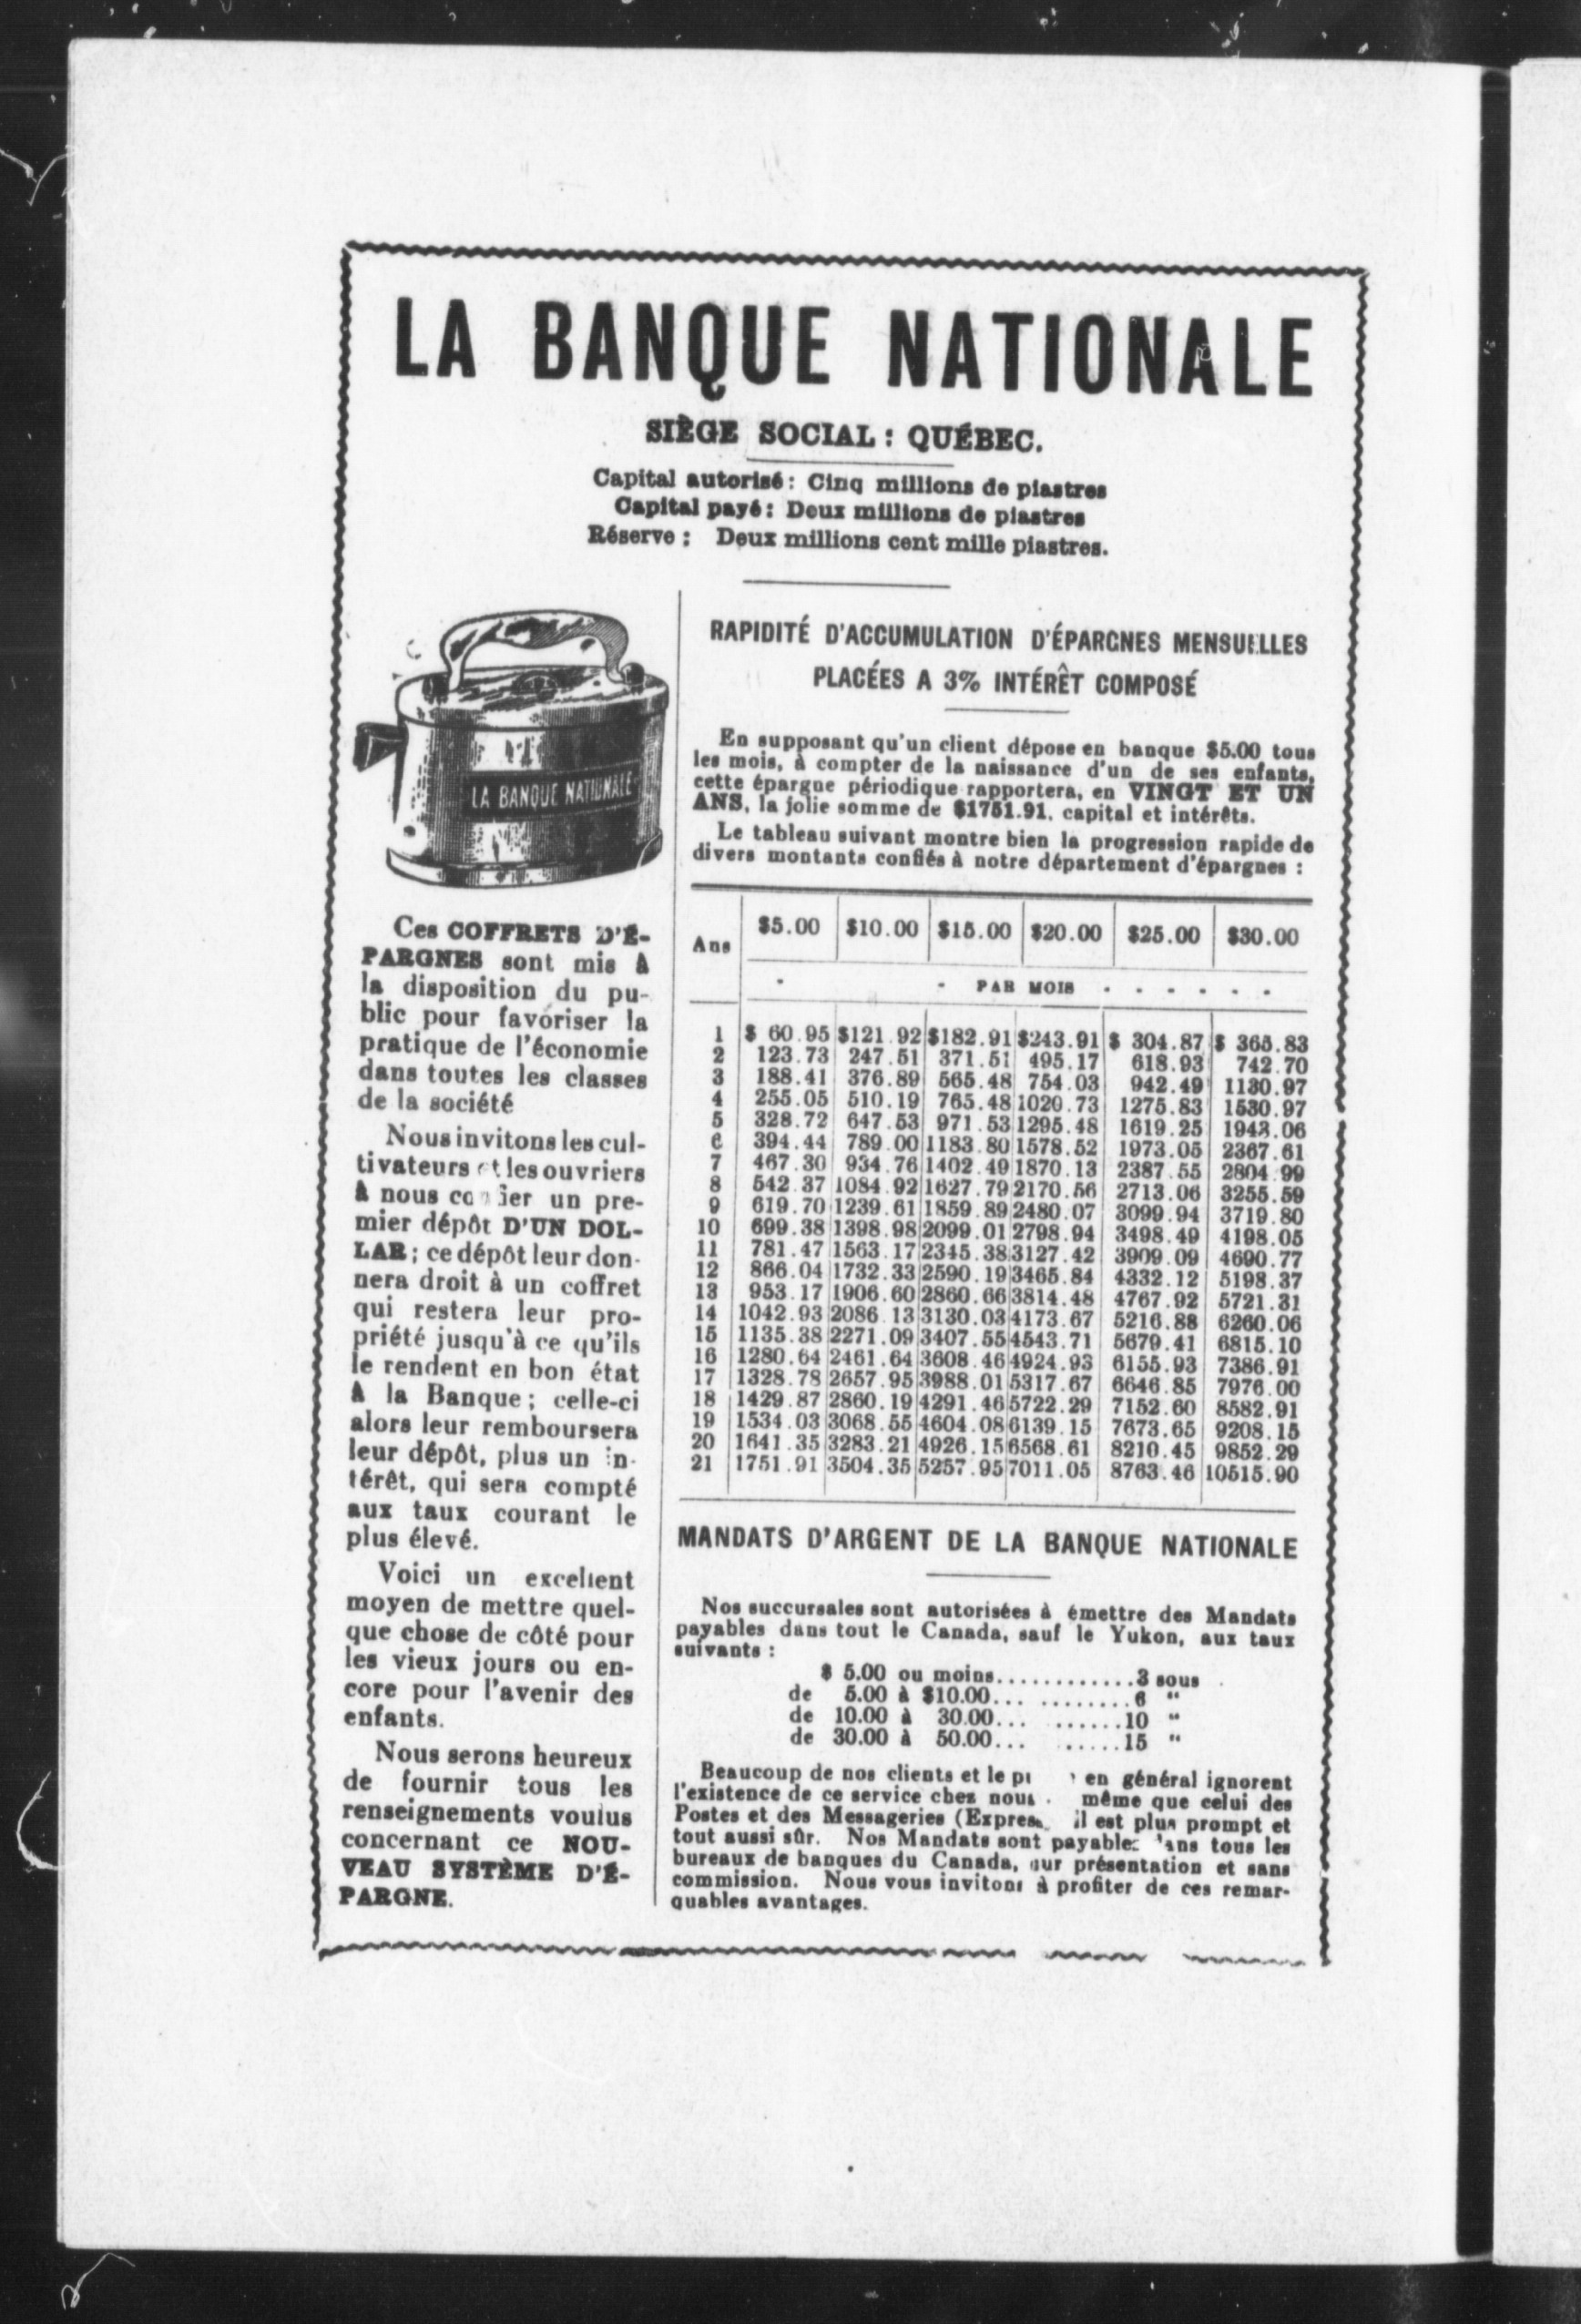 LA BANQUE NATIONALE
SIÈGE SOCIAL : QUÉBEC.
Capital autorisé : Cinq millions de piastres
Capital payé : Deux millions de piastres
Réserve : Deux millions cent mille piastres.
LA BANQUE NATIONALE
Ces COFFRETS D'É-
PARGNES sont mis à
la disposition du pu-
blic pour favoriser la
pratique de l'économie
dans toutes les classes
de la société
Nous invitons les cul-
tivateurs et les ouvriers
à nous confier un pre-
mier dépôt D'UN DOL-
LAR ; ce dépôt leur don-
nera droit à un coffret
qui restera leur pro-
priété jusqu'à ce qu'ils
le rendent en bon état
à la Banque ; celle-ci
alors leur remboursera
leur dépôt, plus un in-
térêt, qui sera compté
aux taux courant le
plus élevé.
Voici un excellent
moyen de mettre quel-
que chose de côté pour
les vieux jours ou en-
core pour l'avenir des
enfants.
Nous serons heureux
de fournir tous les
renseignements voulus
concernant ce NOU-
VEAU SYSTÈME D'É-
PARGNE.
RAPIDITÉ D'ACCUMULATION D'ÉPARGNES MENSUELLES
PLACÉES A 3% INTÉRÊT COMPOSÉ
En supposant qu'un client dépose en banque $5.00 tous
les mois, à compter de la naissance d'un de ses enfants,
cette épargne périodique rapportera, en VINGT ET UN
ANS, la jolie somme de $1751.91, capital et intérêts.
Le tableau suivant montre bien la progression rapide de
divers montants confiés à notre département d'épargnes :
Ans $5.00 $10.00 $15.00 $20.00 $25.00 $30.00
PAR MOIS
1 $ 60.95 $121.92 $182.91 $243.91 $ 304.87 $ 365.83
2 123.73 247.51 371.51 495.17 618.93 742.70
3 188.41 376.89 565.48 754.03 942.49 1130.97
4 255.05 510.19 765.48 1020.73 1275.83 1530.97
5 328.72 647.53 971.53 1295.48 1619.25 1943.06
6 394.44 789.00 1183.80 1578.52 1973.05 2367.61
7 467.30 934.76 1402.49 1870.13 2387.55 2804.99
8 542.37 1084.92 1627.79 2170.56 2713.06 3255.59
9 619.70 1239.61 1859.89 2480.07 3099.94 3719.80
10 699.38 1398.98 2099.01 2798.94 3498.49 4198.05
11 781.47 1563.17 2345.38 3127.42 3909.09 4690.77
12 866.04 1732.33 2590.19 3465.84 4332.12 5198.37
13 953.17 1906.60 2860.66 3814.48 4767.92 5721.31
14 1042.93 2086.13 3130.03 4173.67 5216.88 6260.06
15 1135.38 2271.09 3407.55 4543.71 5679.41 6815.10
16 1280.64 2461.64 3608.46 4924.93 6155.93 7386.91
17 1328.78 2657.95 3988.01 5317.67 6646.85 7976.00
18 1429.87 2860.19 4291.46 5722.29 7152.60 8582.91
19 1534.03 3068.55 4604.08 6139.15 7673.65 9208.15
20 1641.35 3283.21 4926.15 6568.61 8210.45 9852.29
21 1751.91 3504.35 5257.95 7011.05 8763.46 10515.90
MANDATS D'ARGENT DE LA BANQUE NATIONALE
Nos succursales sont autorisées à émettre des Mandats
payables dans tout le Canada, sauf le Yukon, aux taux
suivants :
$ 5.00 ou moins.............3 sous
de 5.00 à $10.00... ........6 "
de 10.00 à 30.00... ......10 "
de 30.00 à 50.00... .....15 "
Beaucoup de nos clients et le en général ignorent
l'existence de ce service chez nous même que celui des
Postes et des Messageries (Express il est plus prompt et
tout aussi sûr. Nos Mandats sont payables dans tous les
bureaux de banques du Canada, sur présentation et sans
commission. Nous vous invitons à profiter de ces remar-
quables avantages.